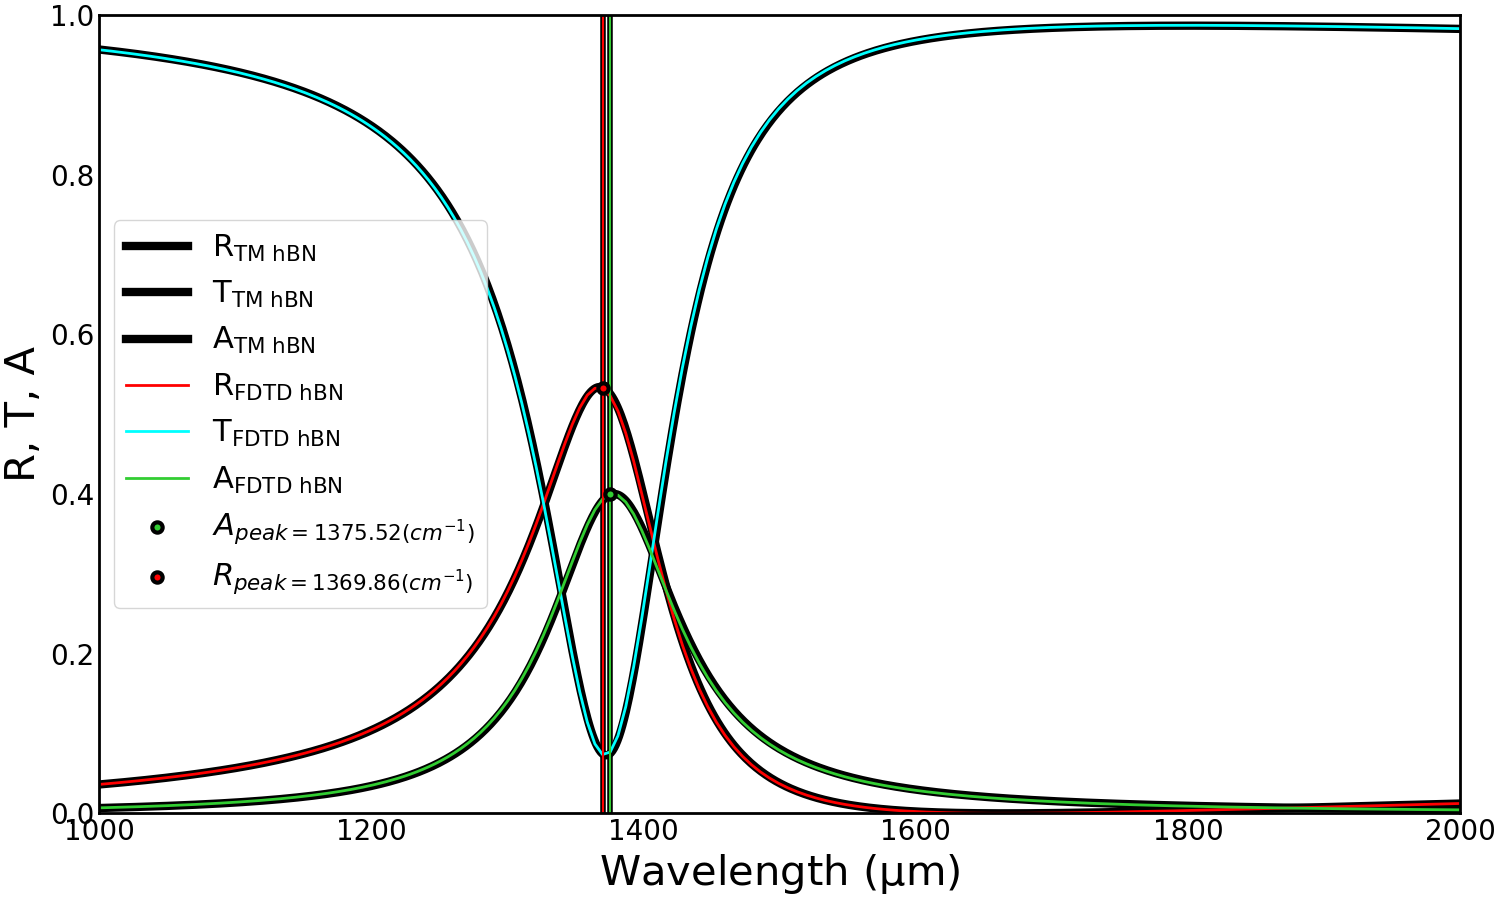 1.0
0.8
0.6
0.4
0.2
0.0
R, T, A
R_TM hBN
T_TM hBN
A_TM hBN
R_FDTD hBN
T_FDTD hBN
A_FDTD hBN
A_peak = 1375.52(cm⁻¹)
R_peak = 1369.86(cm⁻¹)
1000 1200 1400 1600 1800 2000
Wavelength (μm)